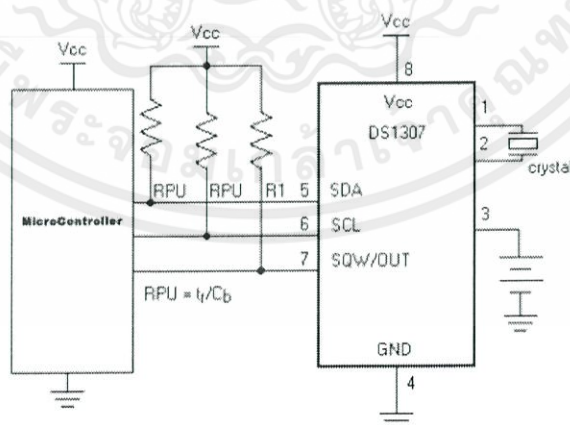 Vcc
Vcc
Vcc
8
Vcc
1
DS1307
2
crystal
RPU
RPU
R1
5
SDA
MicroController
6
SCL
3
7
SQW/OUT
RPU = tr/Cb
GND
4